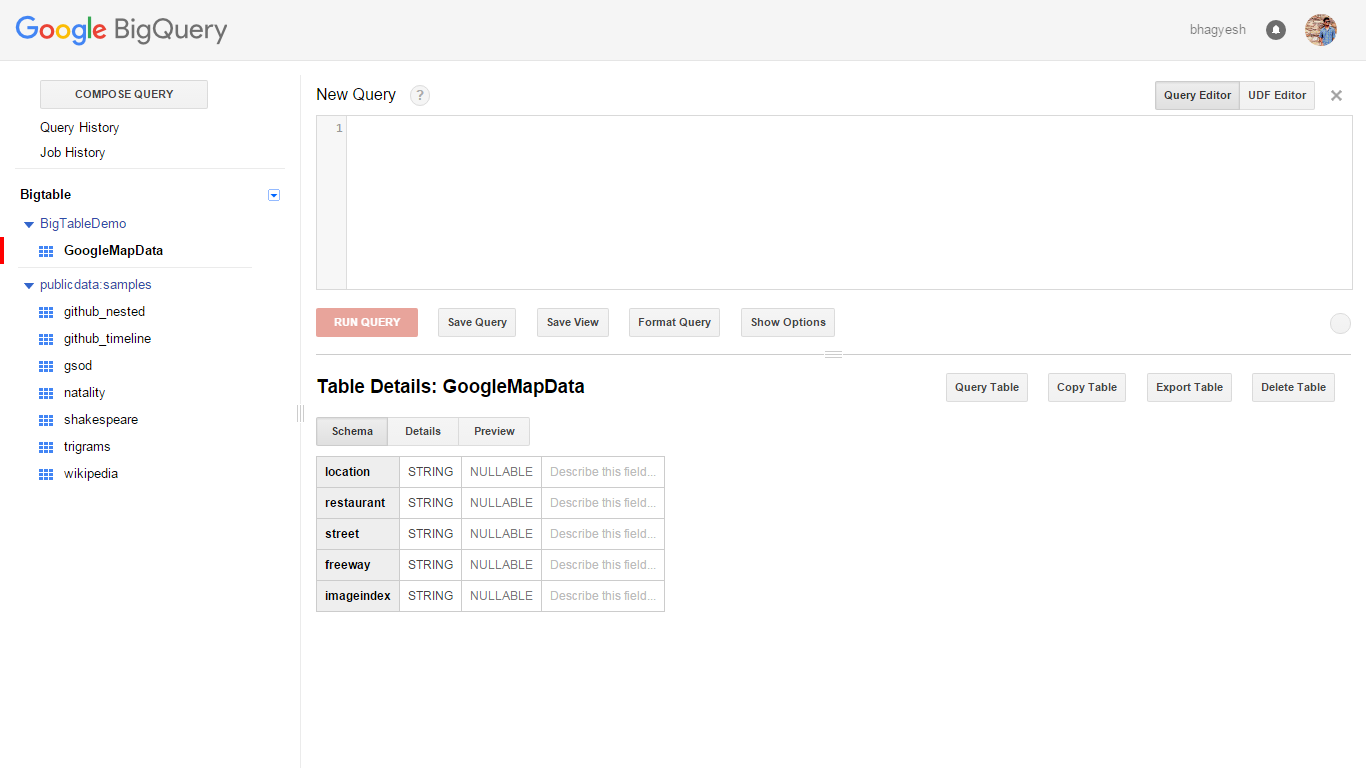 Google BigQuery
bhagyesh
COMPOSE QUERY
Query History
Job History
Bigtable
BigTableDemo
GoogleMapData
publicdata:samples
github_nested
github_timeline
gsod
natality
shakespeare
trigrams
wikipedia
New Query ?
Query Editor UDF Editor ×
1
RUN QUERY Save Query Save View Format Query Show Options
Table Details: GoogleMapData
Query Table Copy Table Export Table Delete Table
Schema Details Preview
location STRING NULLABLE Describe this field...
restaurant STRING NULLABLE Describe this field...
street STRING NULLABLE Describe this field...
freeway STRING NULLABLE Describe this field...
imageindex STRING NULLABLE Describe this field...